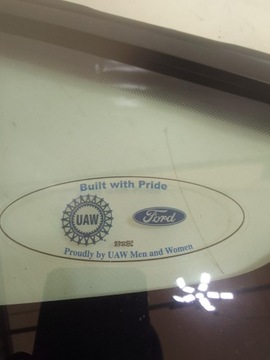 Built with Pride
UAW
Ford
Proudly by UAW Men and Women